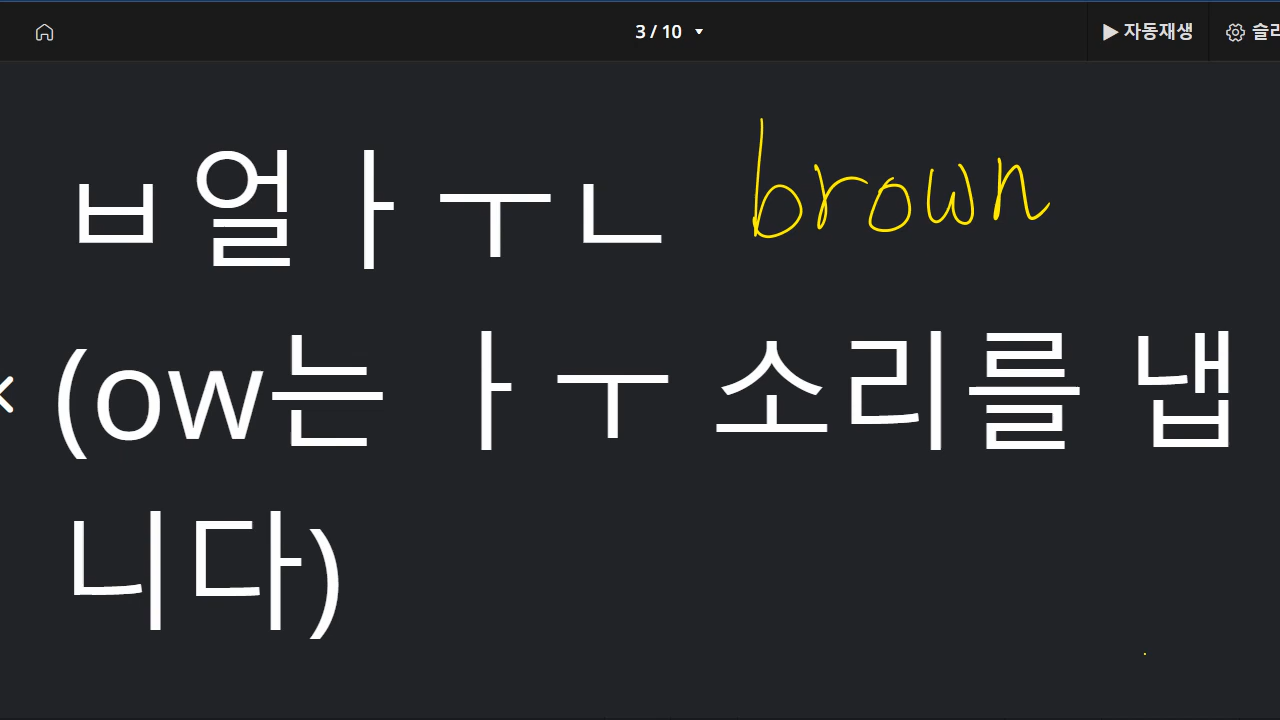 3 / 10
▶ 자동재생
ㅂ얼ㅏㅜㄴ brown
(ow는 ㅏㅜ 소리를 냅
니다)